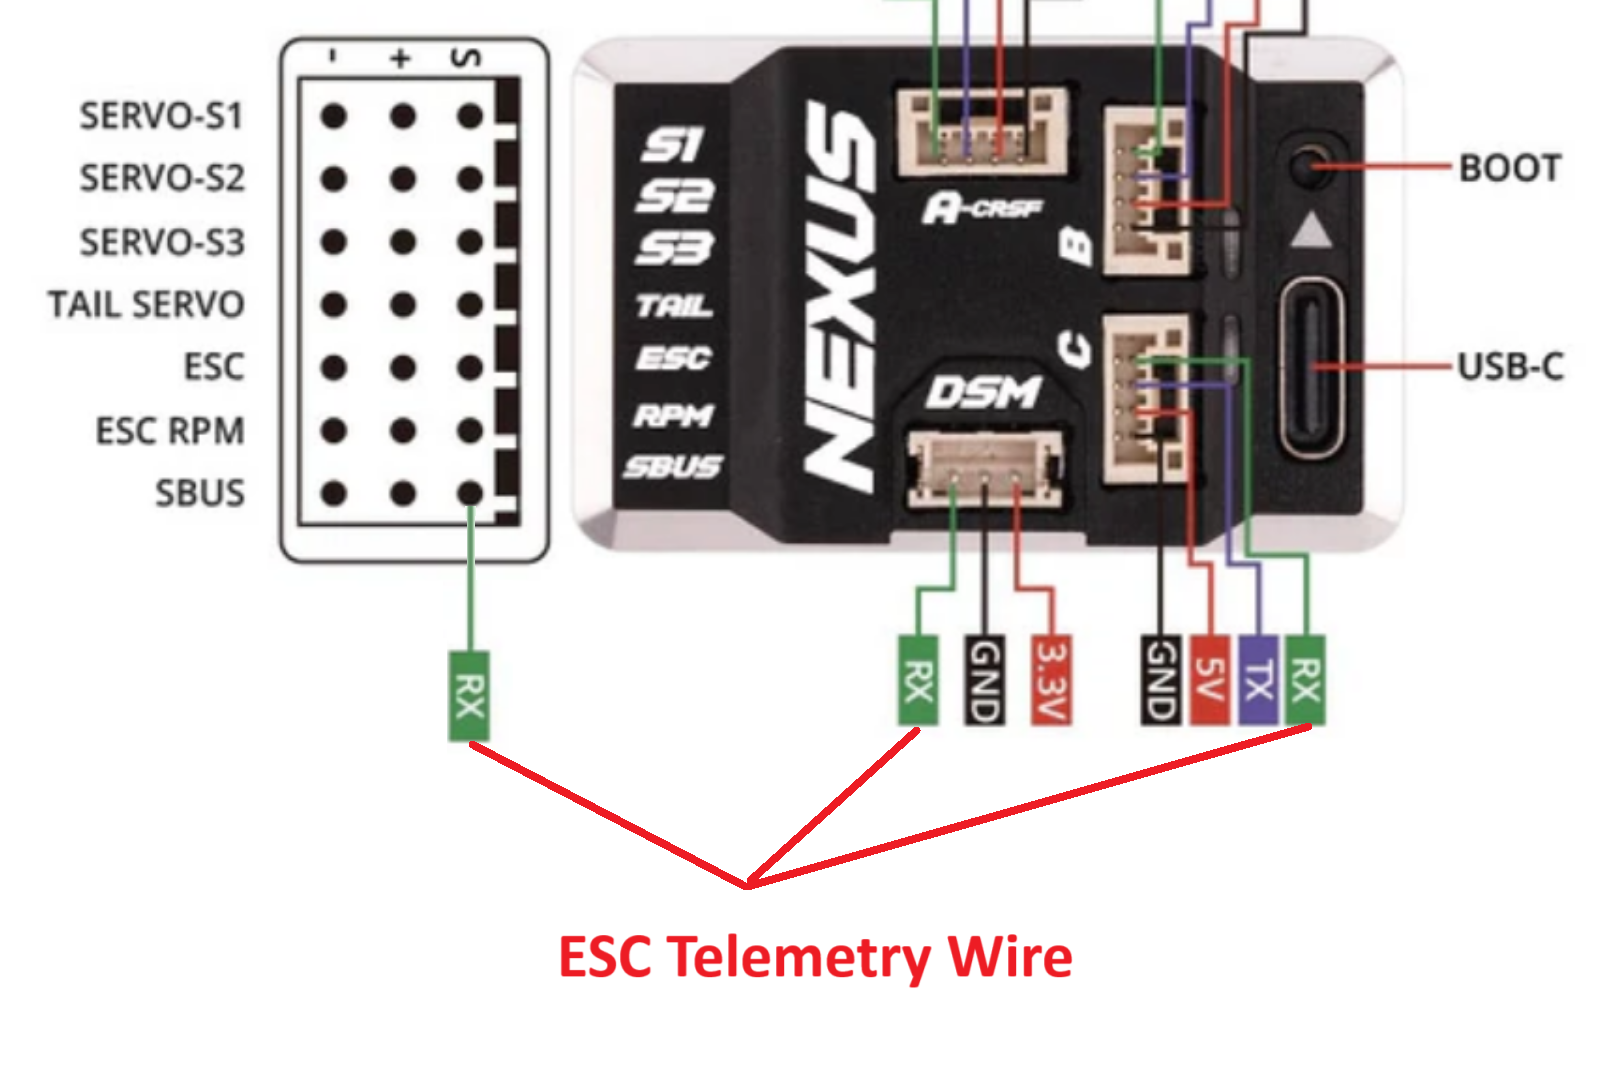 - + S
SERVO-S1
SERVO-S2
SERVO-S3
TAIL SERVO
ESC
ESC RPM
SBUS
S1
S2
S3
TAIL
ESC
RPM
SBUS
NEXUS
A-CRSF
B
C
DSM
BOOT
USB-C
RX
RX
GND
3.3V
GND
5V
TX
RX
ESC Telemetry Wire